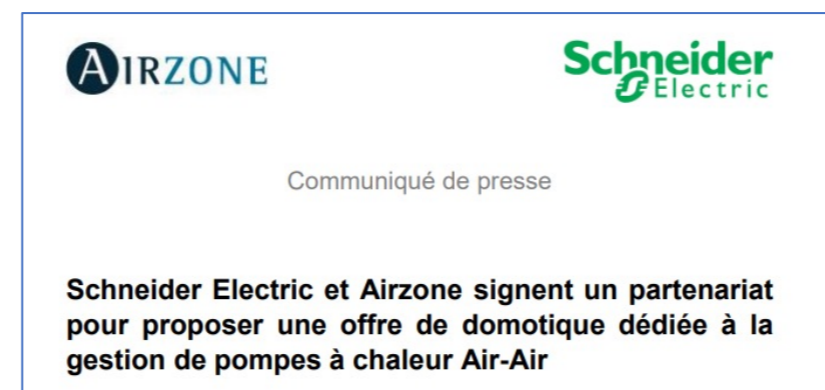 AIRZONE
Schneider
Electric
Communiqué de presse
Schneider Electric et Airzone signent un partenariat
pour proposer une offre de domotique dédiée à la
gestion de pompes à chaleur Air-Air